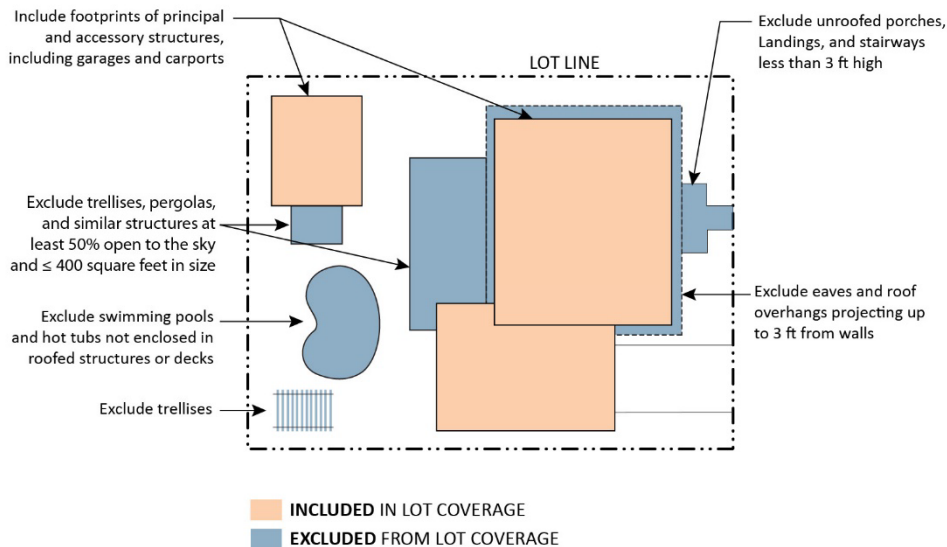 Include footprints of principal
and accessory structures,
including garages and carports
LOT LINE
Exclude unroofed porches,
Landings, and stairways
less than 3 ft high
Exclude trellises, pergolas,
and similar structures at
least 50% open to the sky
and ≤ 400 square feet in size
Exclude swimming pools
and hot tubs not enclosed in
roofed structures or decks
Exclude eaves and roof
overhangs projecting up
to 3 ft from walls
Exclude trellises
INCLUDED IN LOT COVERAGE
EXCLUDED FROM LOT COVERAGE